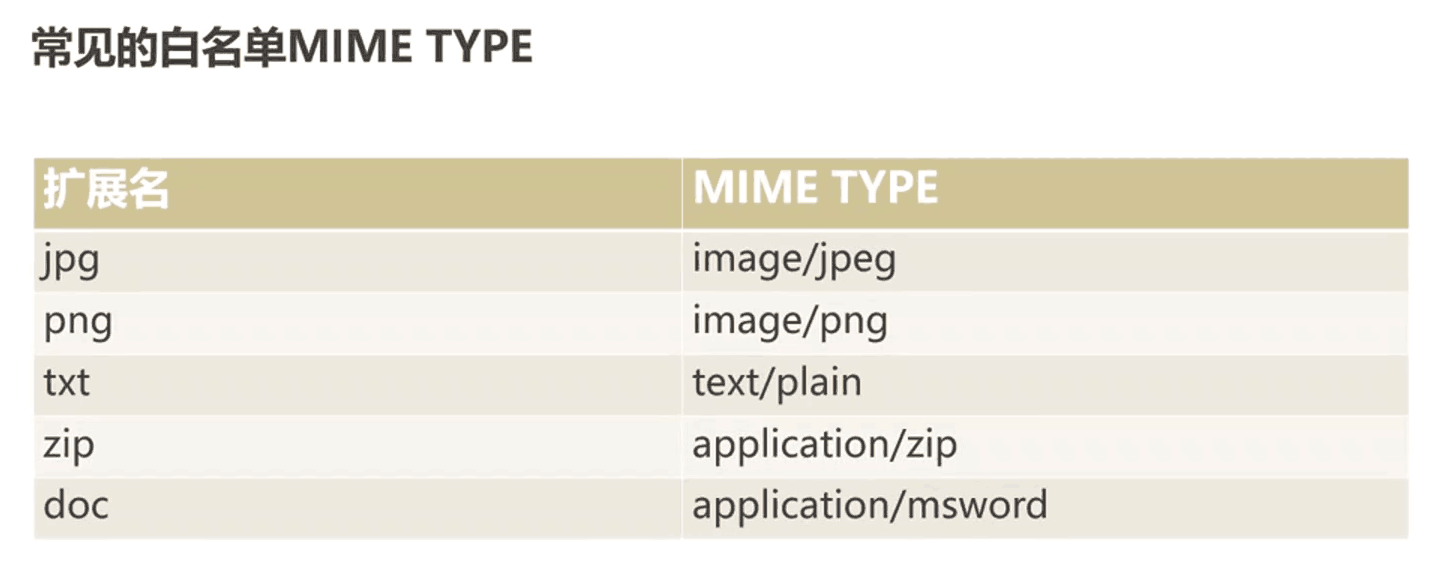 常见的白名单MIME TYPE
扩展名 MIME TYPE
jpg image/jpeg
png image/png
txt text/plain
zip application/zip
doc application/msword